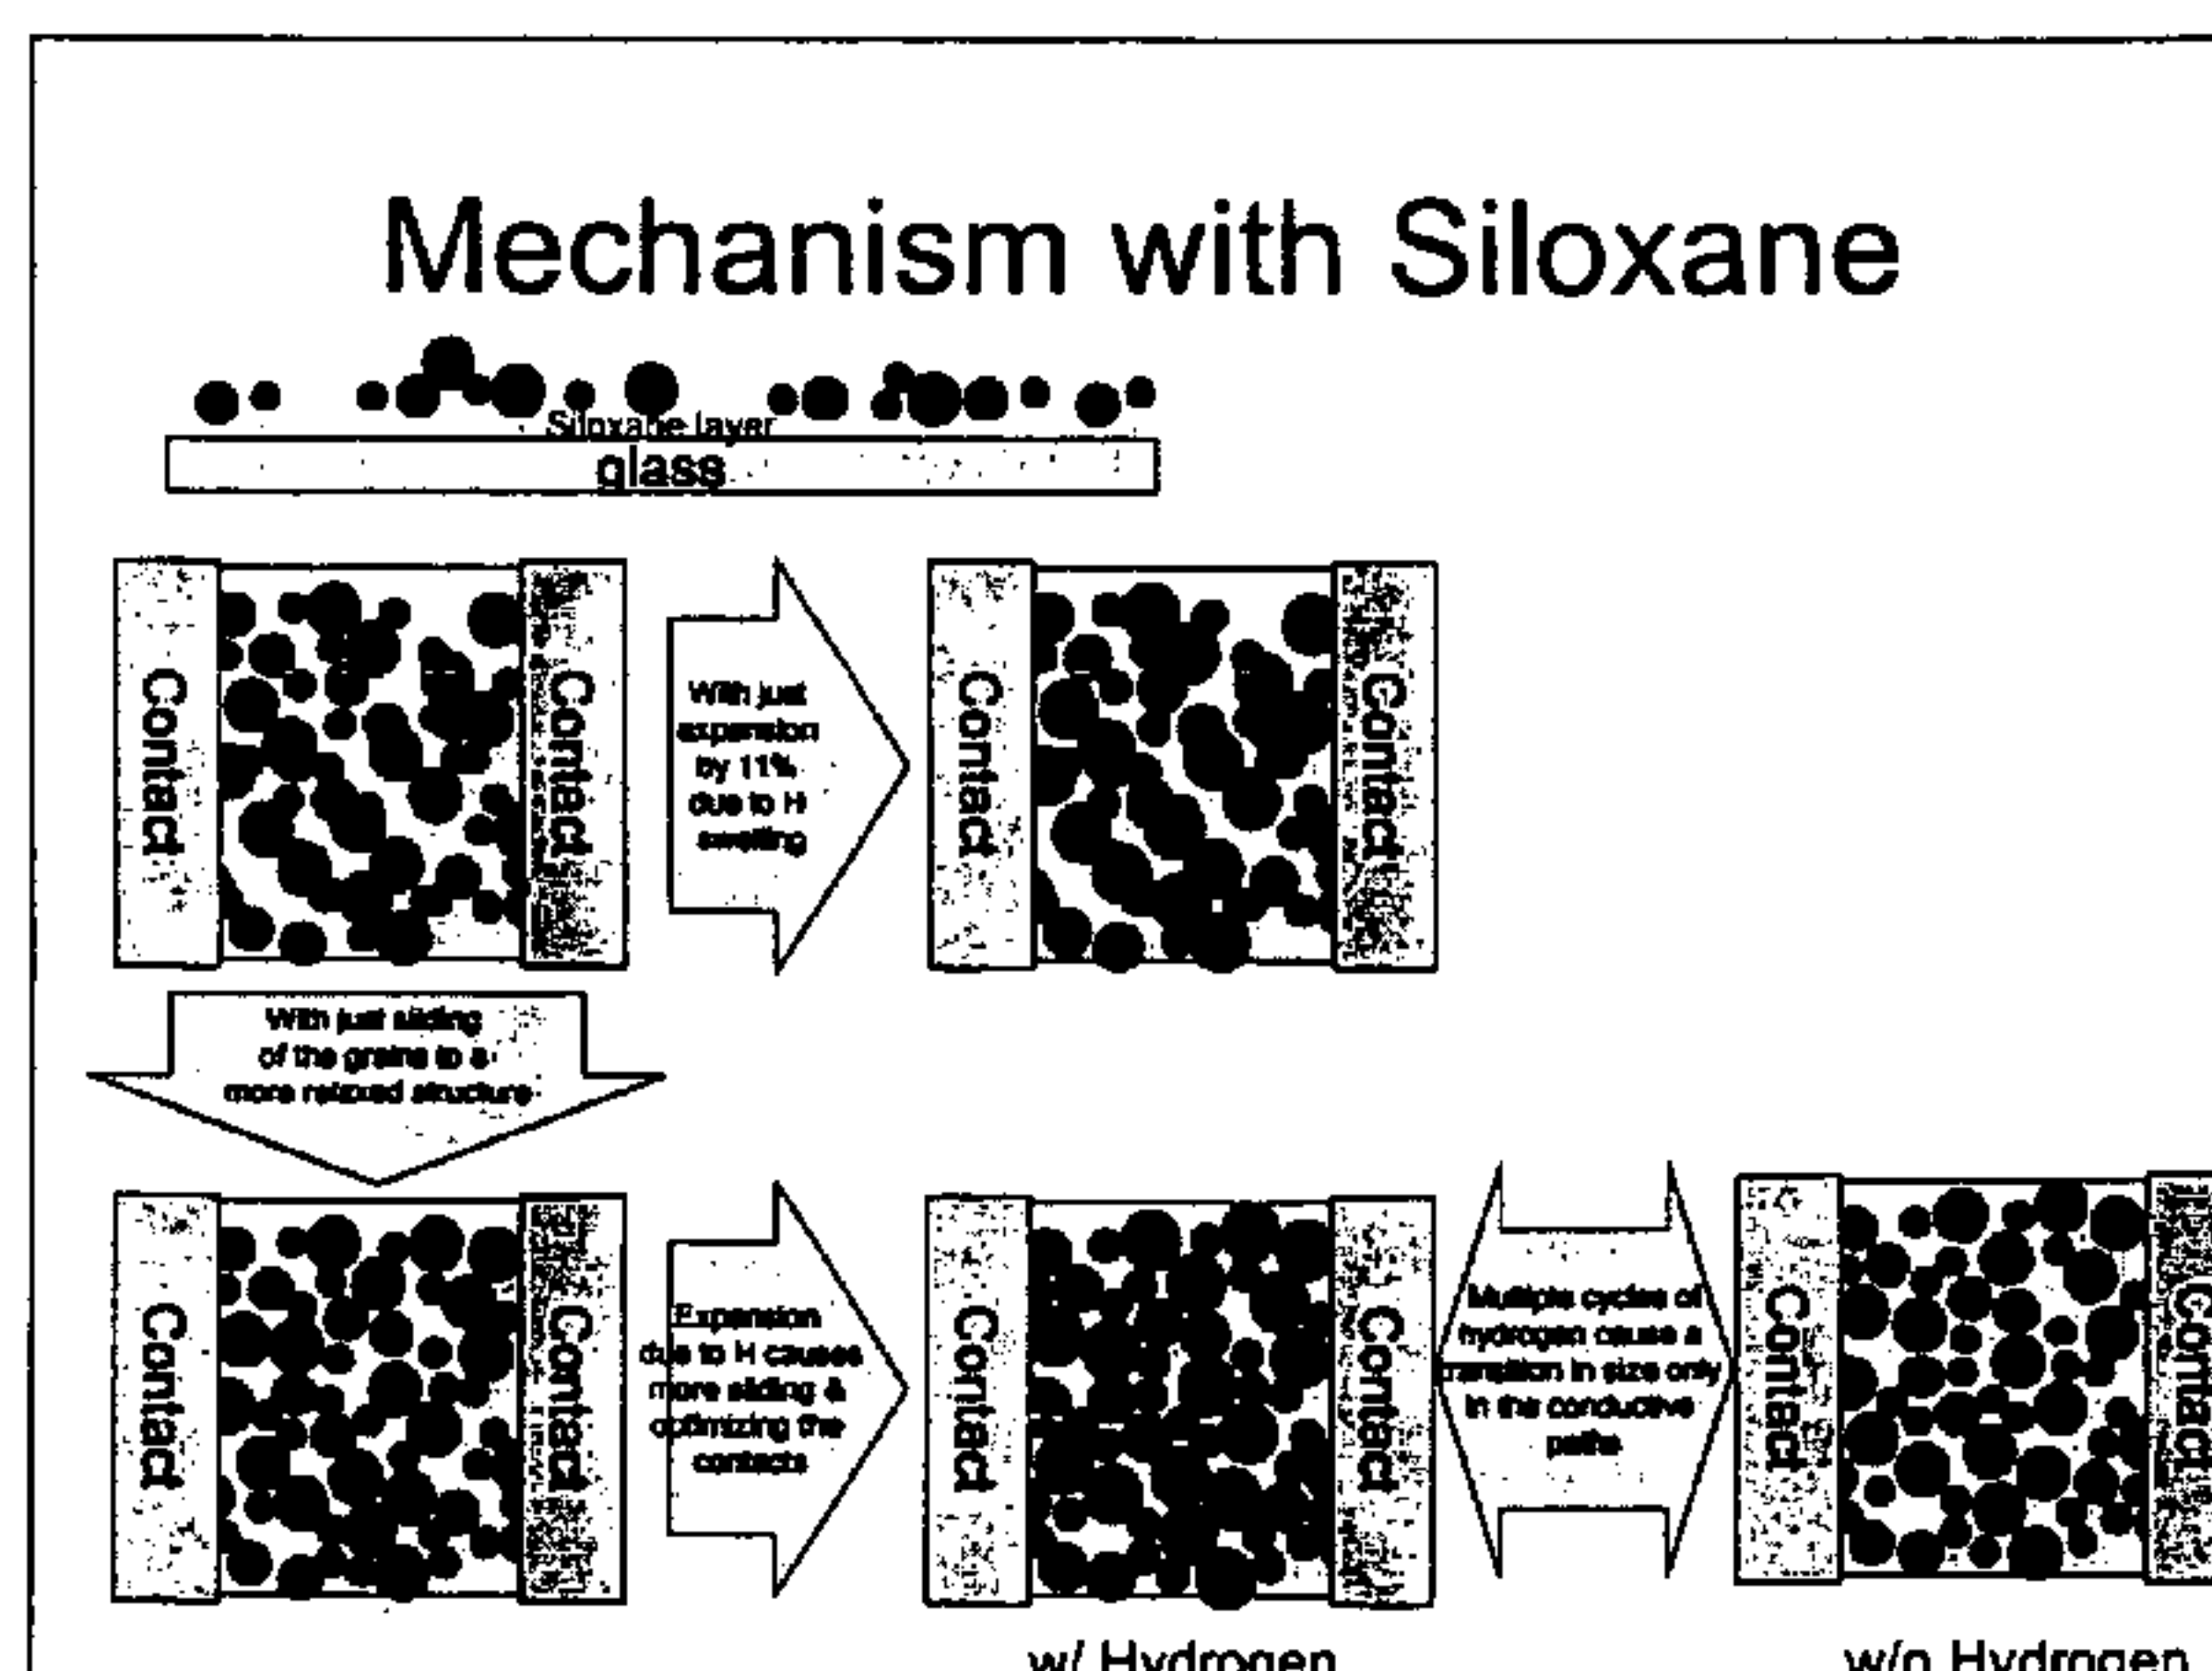 Mechanism with Siloxane
Siloxane layer
glass
Contact
Contact
With just
expansion
by 11%
due to H
swelling
Contact
Contact
With just sliding
of the grains to a
more relaxed structure
Contact
Contact
Expansion
due to H causes
more sliding &
optimizing the
contacts
Contact
Contact
Multiple cycles of
hydrogen cause a
transition in size only
in the conductive
paths
Contact
Contact
w/ Hydrogen
w/o Hydrogen